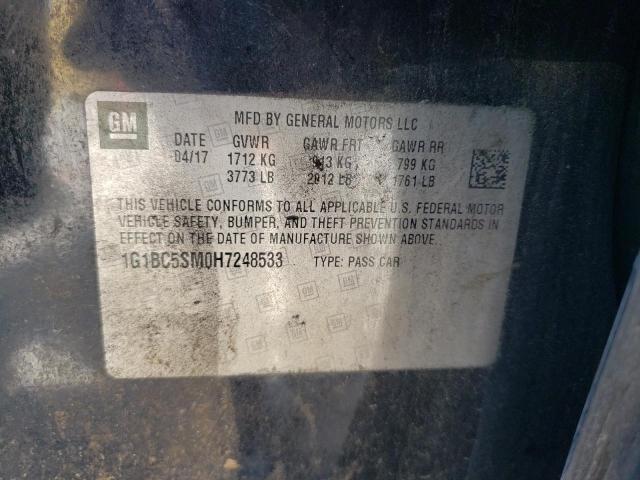 GM
MFD BY GENERAL MOTORS LLC
DATE GVWR GAWR FRT GAWR RR
04/17 1712 KG 913 KG 799 KG
3773 LB 2012 LB 1761 LB
THIS VEHICLE CONFORMS TO ALL APPLICABLE U.S. FEDERAL MOTOR
VEHICLE SAFETY, BUMPER, AND THEFT PREVENTION STANDARDS IN
EFFECT ON THE DATE OF MANUFACTURE SHOWN ABOVE.
1G1BC5SM0H7248533 TYPE: PASS CAR